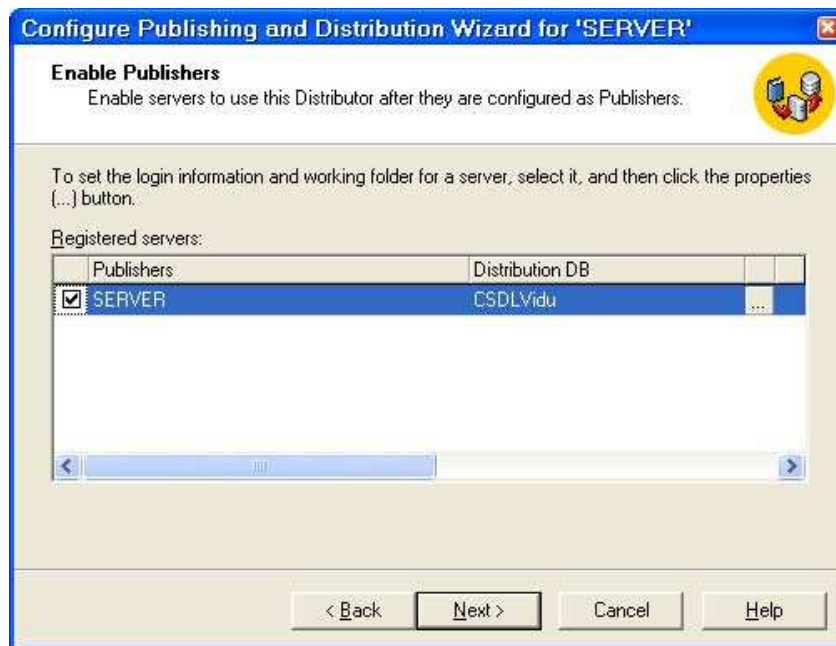 Configure Publishing and Distribution Wizard for 'SERVER'
Enable Publishers
Enable servers to use this Distributor after they are configured as Publishers.
To set the login information and working folder for a server, select it, and then click the properties
(...) button.
Registered servers:
Publishers Distribution DB
SERVER CSDLVidu ...
< Back Next > Cancel Help